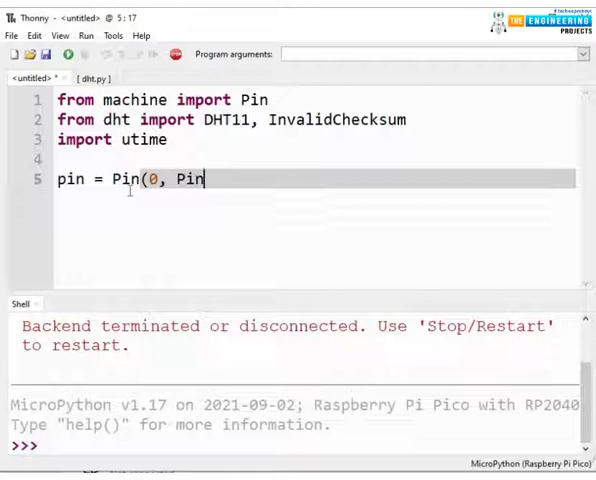 Thonny - <untitled> @ 5 : 17
THE ENGINEERING PROJECTS
File Edit View Run Tools Help
Program arguments:
<untitled> * [ dht.py ]
1 from machine import Pin
2 from dht import DHT11, InvalidChecksum
3 import utime
4
5 pin = Pin(0, Pin
Shell
Backend terminated or disconnected. Use 'Stop/Restart'
to restart.
MicroPython v1.17 on 2021-09-02; Raspberry Pi Pico with RP2040
Type "help()" for more information.
>>>
MicroPython (Raspberry Pi Pico)